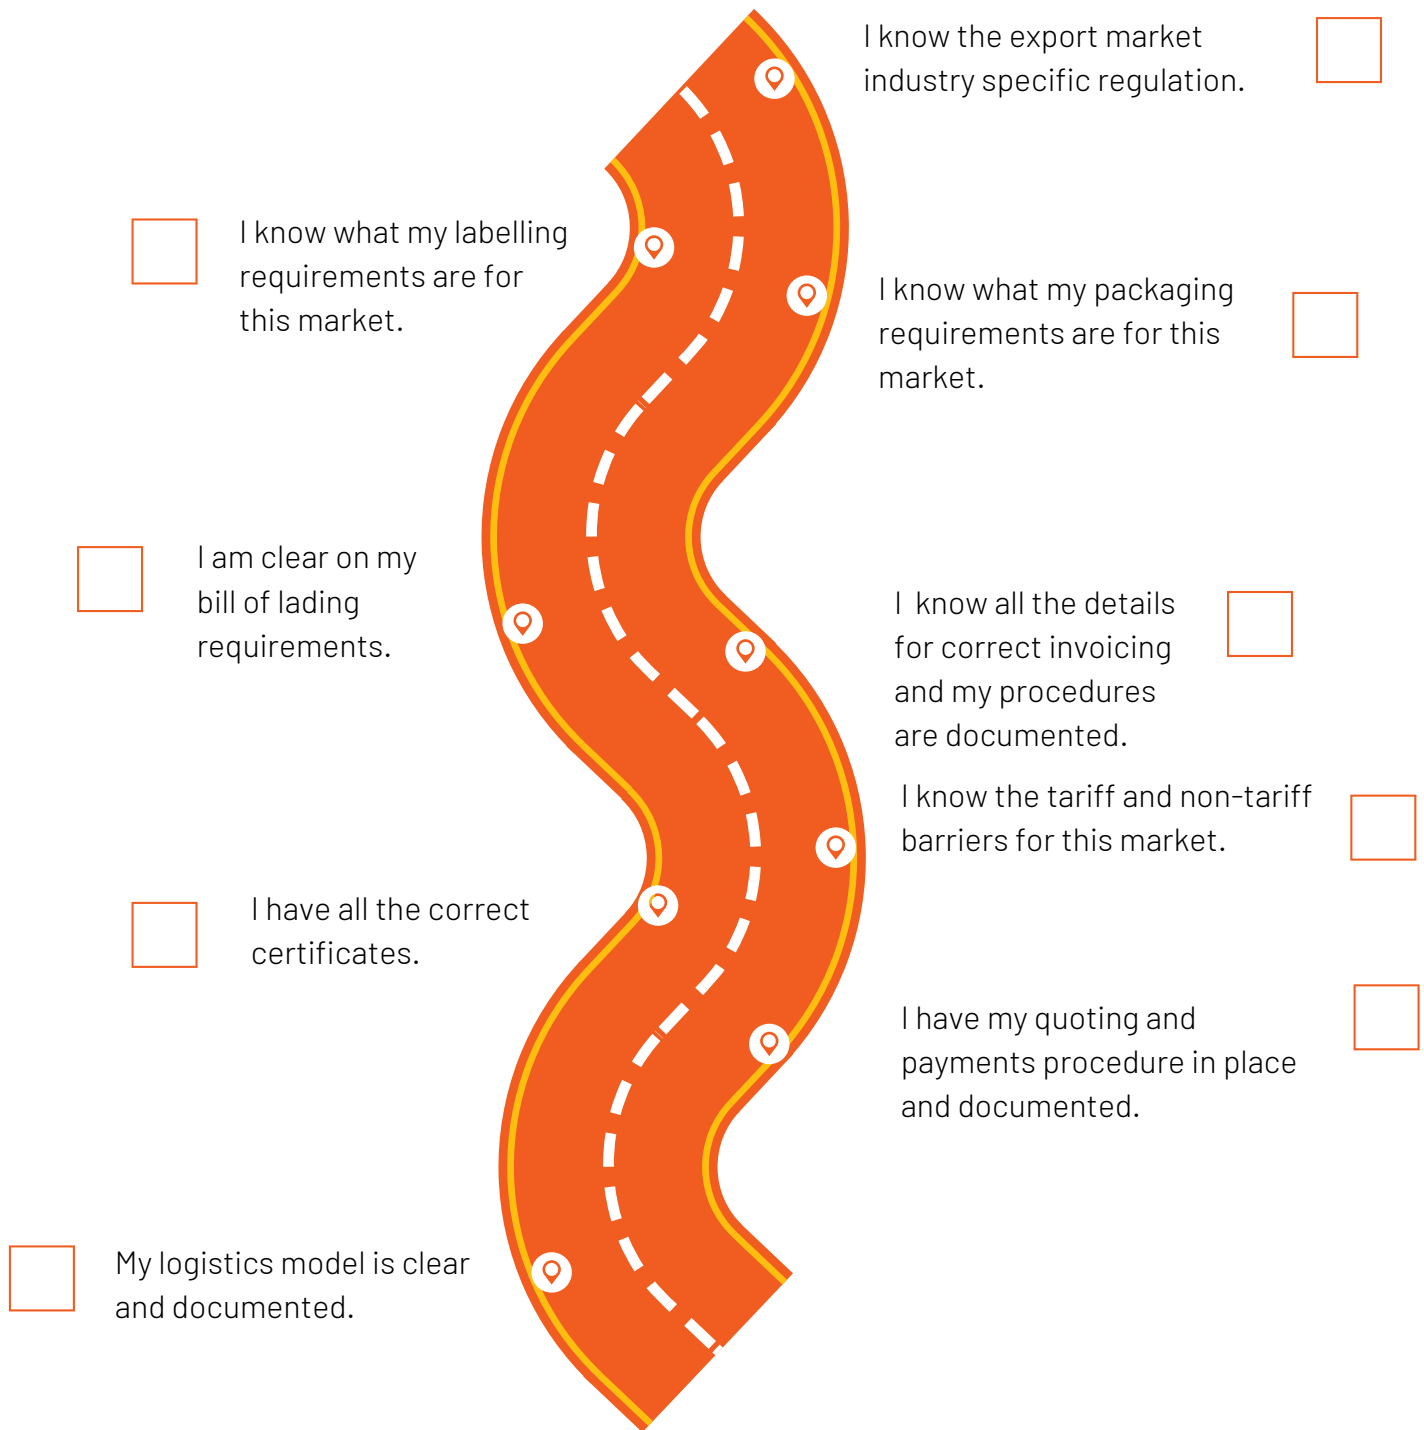 I know the export market
industry specific regulation.
I know what my labelling
requirements are for
this market.
I know what my packaging
requirements are for this
market.
I am clear on my
bill of lading
requirements.
I  know all the details
for correct invoicing
and my procedures
are documented.
I know the tariff and non-tariff
barriers for this market.
I have all the correct
certificates.
I have my quoting and
payments procedure in place
and documented.
My logistics model is clear
and documented.